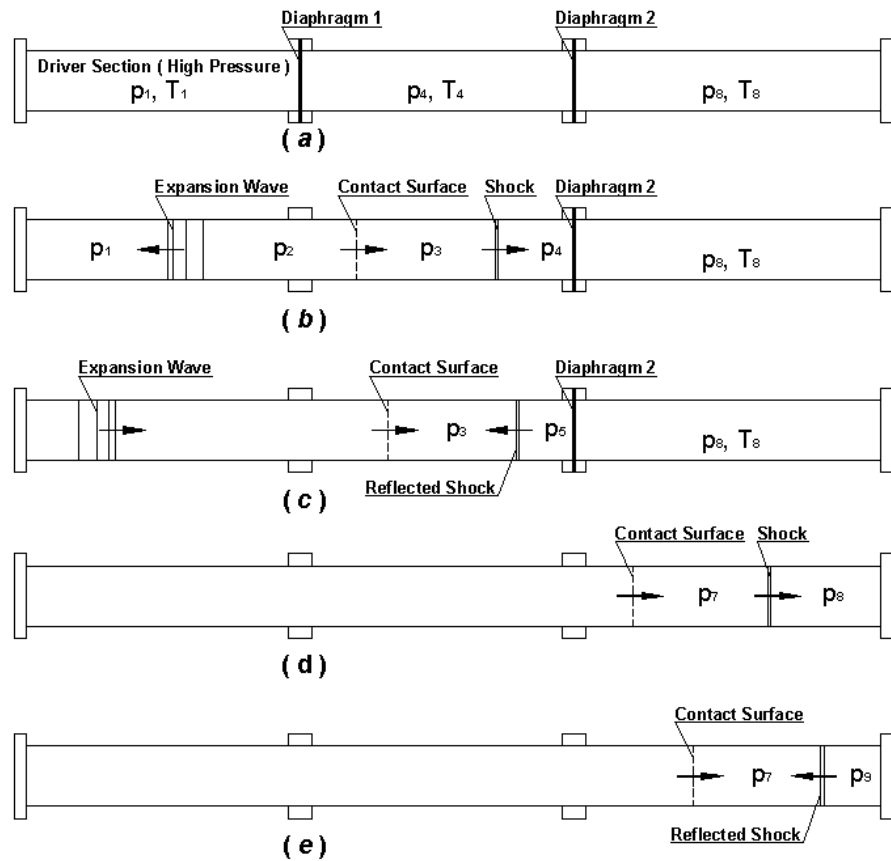 Diaphragm 1 Diaphragm 2
Driver Section ( High Pressure )
p₁, T₁ p₄, T₄ p₈, T₈
( a )
Expansion Wave Contact Surface Shock Diaphragm 2
p₁ p₂ p₃ p₄ p₈, T₈
( b )
Expansion Wave Contact Surface Diaphragm 2
p₃ p₅ p₈, T₈
Reflected Shock
( c )
Contact Surface Shock
p₇ p₈
( d )
Contact Surface
p₇ p₉
Reflected Shock
( e )